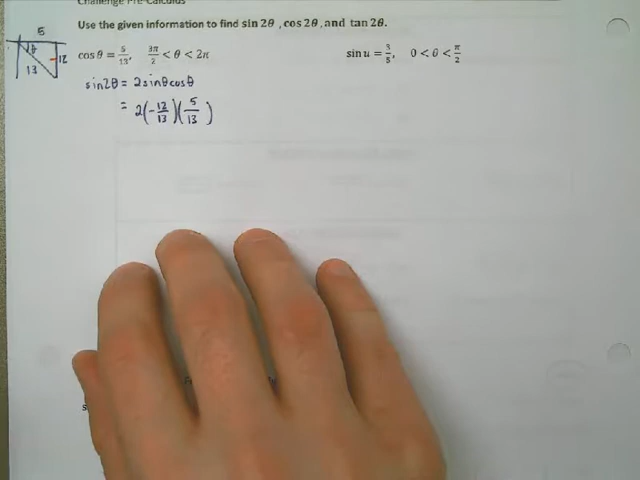 Challenge Pre-Calculus
Use the given information to find sin 2θ , cos 2θ , and tan 2θ.
5
θ
13
-12
cos θ = 5/13, 3π/2 < θ < 2π
sin u = 3/5, 0 < θ < π/2
sin2θ = 2sinθcosθ
= 2(-12/13)(5/13)